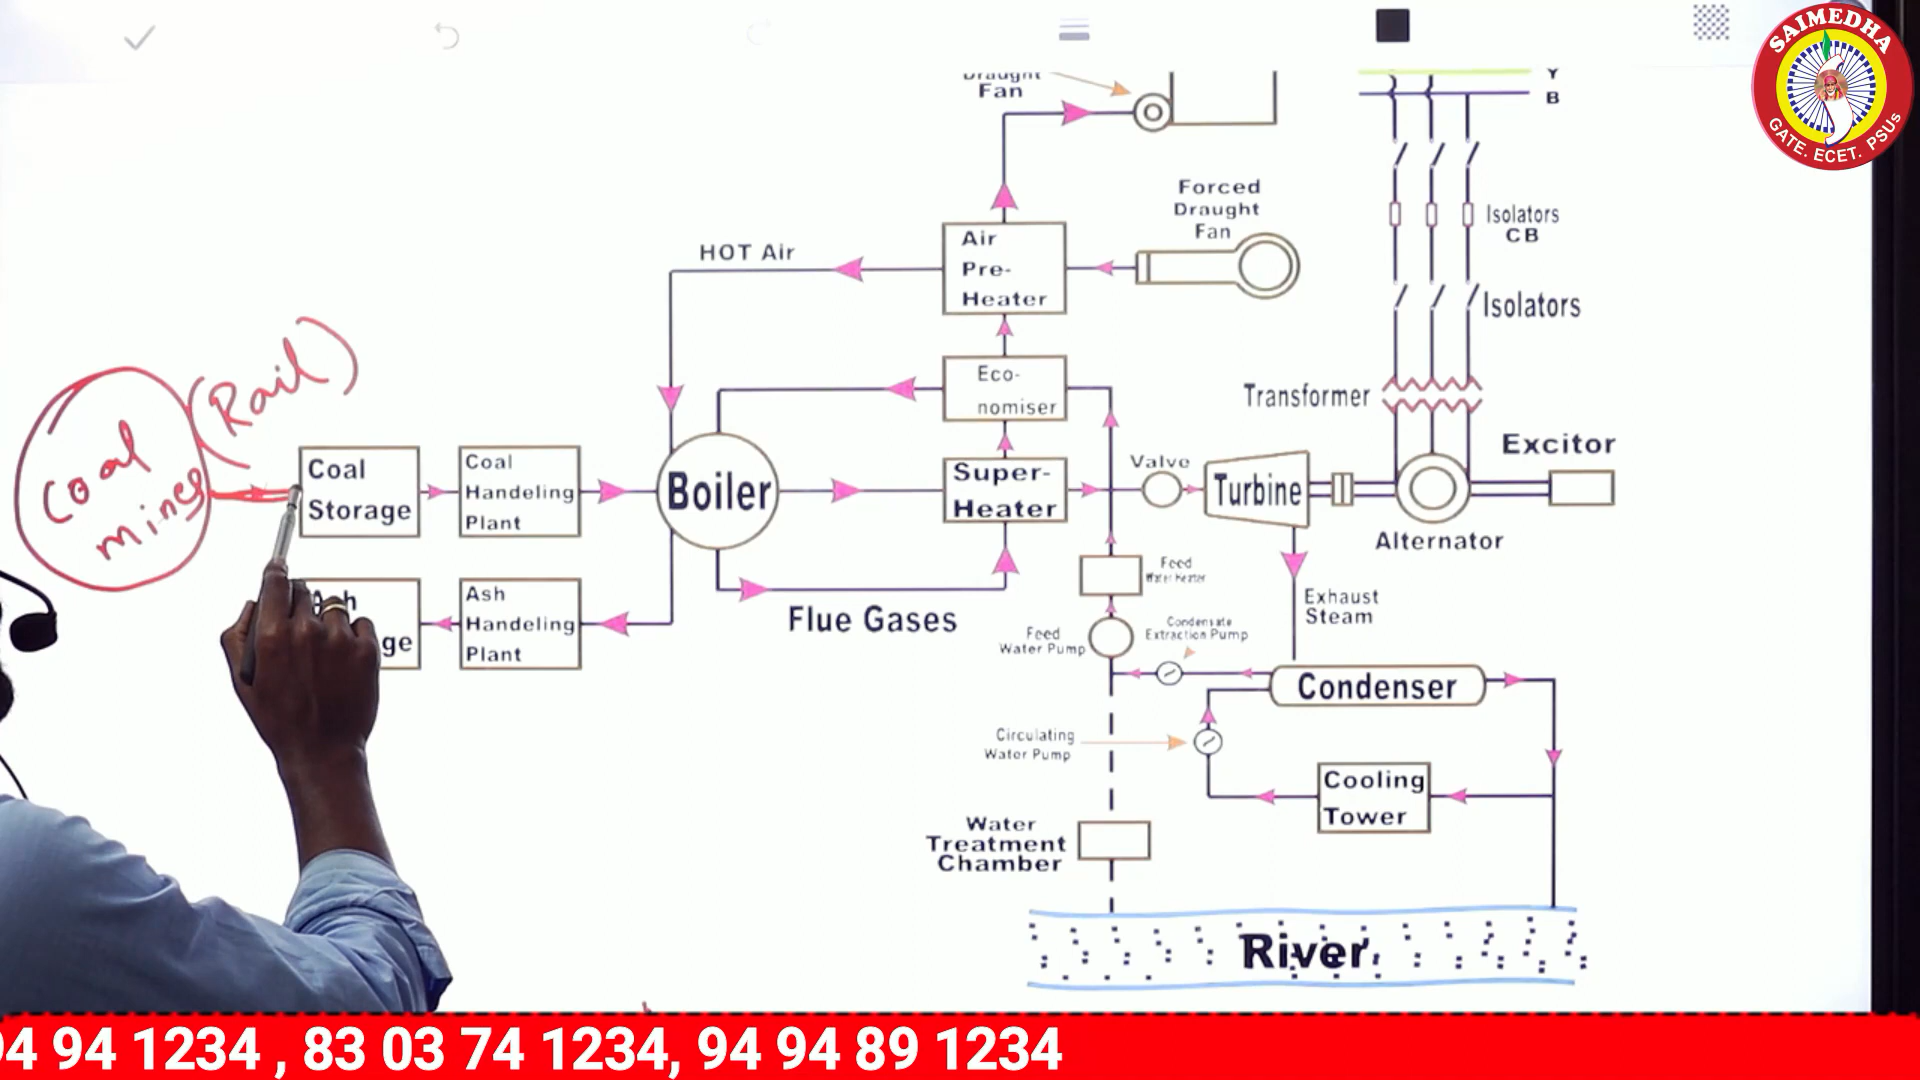 SAIMEDHA
GATE. ECET. PSUs
Draught
Fan
Y
B
Forced
Draught
Fan
Isolators
CB
HOT Air
Air
Pre-
Heater
Isolators
Transformer
Eco-
nomiser
Excitor
(Rail)
Coal
mines
Coal
Storage
Coal
Handeling
Plant
Boiler
Super-
Heater
Valve
Turbine
Alternator
Ash
Handeling
Plant
Flue Gases
Feed
Water Heater
Exhaust
Steam
Feed
Water Pump
Condensate
Extraction Pump
Condenser
Circulating
Water Pump
Cooling
Tower
Water
Treatment
Chamber
River
94 94 1234 , 83 03 74 1234, 94 94 89 1234